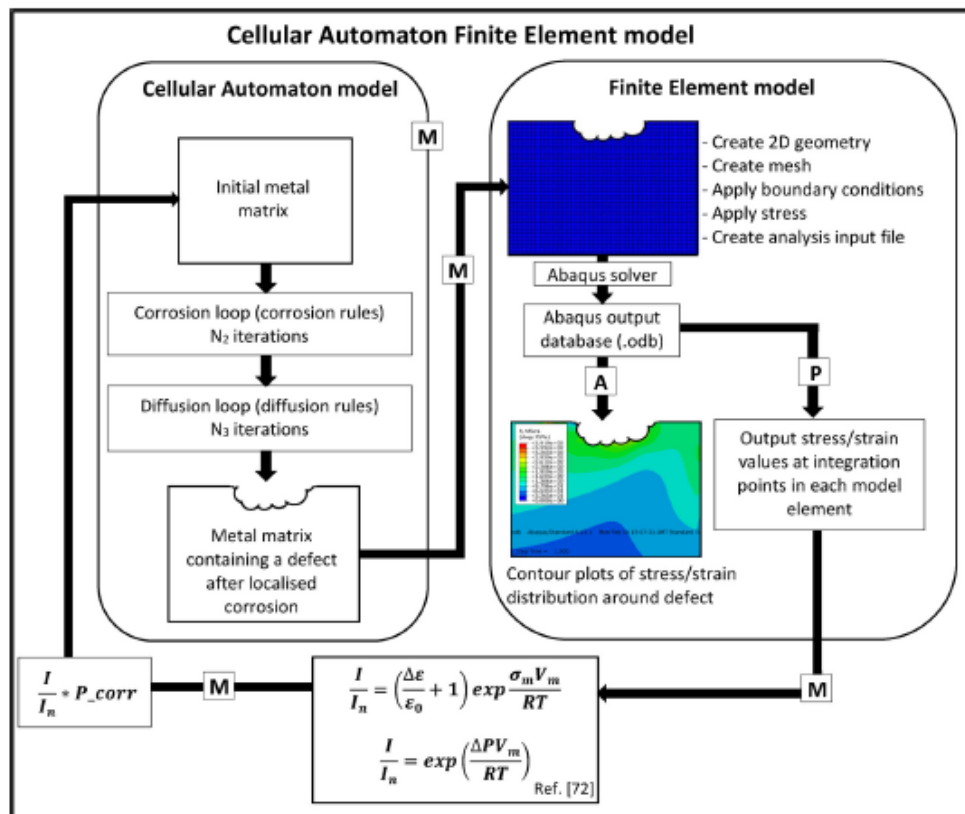 Cellular Automaton Finite Element model
Cellular Automaton model
M
Initial metal
matrix
Corrosion loop (corrosion rules)
N₂ iterations
Diffusion loop (diffusion rules)
N₃ iterations
Metal matrix
containing a defect
after localised
corrosion
M
Finite Element model
- Create 2D geometry
- Create mesh
- Apply boundary conditions
- Apply stress
- Create analysis input file
Abaqus solver
Abaqus output
database (.odb)
A
P
Contour plots of stress/strain
distribution around defect
Output stress/strain
values at integration
points in each model
element
M
I/Iₙ = (Δε/ε₀ + 1) exp σₘVₘ/RT
I/Iₙ = exp (ΔPVₘ/RT)
Ref. [72]
M
I/Iₙ * P_corr